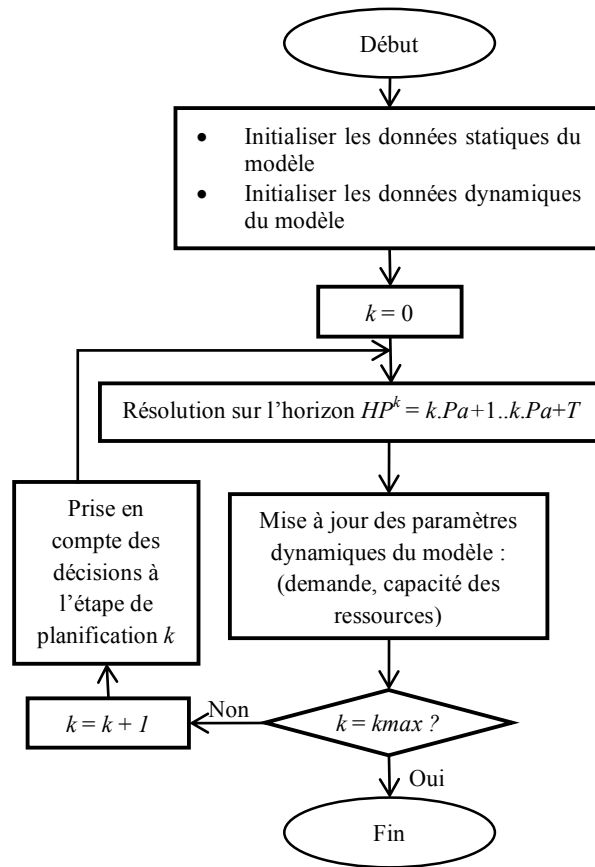 Début
• Initialiser les données statiques du
modèle
• Initialiser les données dynamiques
du modèle
k = 0
Résolution sur l’horizon HP^k = k.Pa+1..k.Pa+T
Mise à jour des paramètres
dynamiques du modèle :
(demande, capacité des
ressources)
Prise en
compte des
décisions à
l’étape de
planification k
k = kmax ?
Non
k = k + 1
Oui
Fin